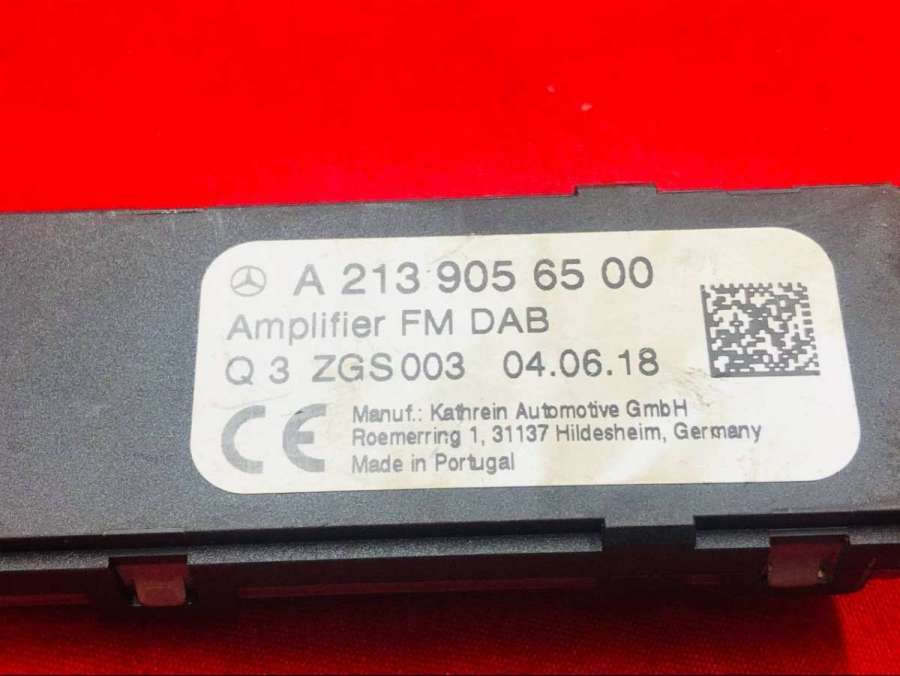 A 213 905 65 00
Amplifier FM DAB
Q 3 ZGS003 04.06.18
CE
Manuf.: Kathrein Automotive GmbH
Roemerring 1, 31137 Hildesheim, Germany
Made in Portugal